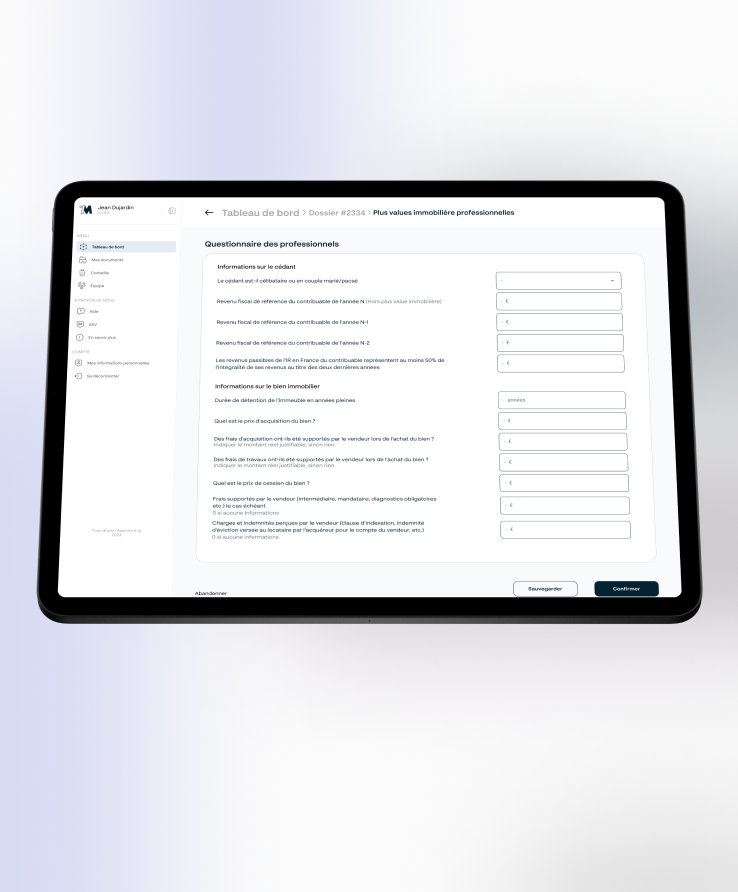 TM
Jean Dujardin
← Tableau de bord > Dossier #2334 > Plus values immobilière professionnelles
MENU
Tableau de bord
Mes documents
Corbeille
Équipe
À PROPOS DE NOUS
Aide
En savoir plus
COMPTE
Mes informations personnelles
Se déconnecter
Tous droits réservés à @
2023
Questionnaire des professionnels
Informations sur le cédant
Le cédant est-il célibataire ou en couple marié/pacsé
-
Revenu fiscal de référence du contribuable de l'année N (hors plus value immobilière)
- €
Revenu fiscal de référence du contribuable de l'année N-1
- €
Revenu fiscal de référence du contribuable de l'année N-2
- €
Les revenus passibles de l'IR en France du contribuable représentent au moins 50% de
l'intégralité de ses revenus au titre des deux dernières années
- €
Informations sur le bien immobilier
Durée de détention de l'immeuble en années pleines
- années
Quel est le prix d'acquisition du bien ?
- €
Des frais d'acquisition ont-ils été supportés par le vendeur lors de l'achat du bien ?
Indiquer le montant réel justifiable, sinon rien.
- €
Des frais de travaux ont-ils été supportés par le vendeur lors de l'achat du bien ?
Indiquer le montant réel justifiable, sinon rien.
- €
Quel est le prix de cession du bien ?
- €
Frais supportés par le vendeur (intermédiaire, mandataire, diagnostics obligatoires
etc.) le cas échéant
0 si aucune informations
- €
Charges et indemnités perçues par le vendeur (clause d'indexation, indemnité
d'éviction versée au locataire par l'acquéreur pour le compte du vendeur, etc.)
0 si aucune informations
- €
Abandonner
Sauvegarder
Confirmer